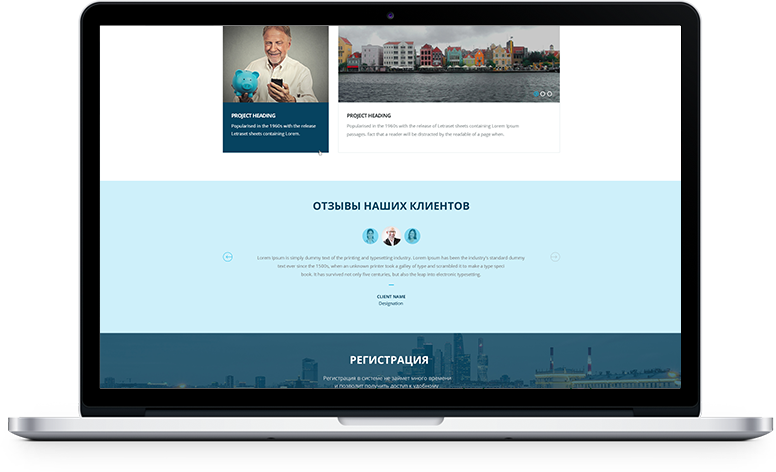 PROJECT HEADING
Popularised in the 1960s with the release
Letraset sheets containing Lorem.
PROJECT HEADING
Popularised in the 1960s with the release of Letraset sheets containing Lorem Ipsum
passages, fact that a reader will be distracted by the readable of a page when.
ОТЗЫВЫ НАШИХ КЛИЕНТОВ
Lorem Ipsum is simply dummy text of the printing and typesetting industry. Lorem Ipsum has been the industry's standard dummy
text ever since the 1500s, when an unknown printer took a galley of type and scrambled it to make a type speci
book. It has survived not only five centuries, but also the leap into electronic typesetting.
CLIENT NAME
Designation
РЕГИСТРАЦИЯ
Регистрация в системе не займет много времени
и позволит получить доступ к удобному